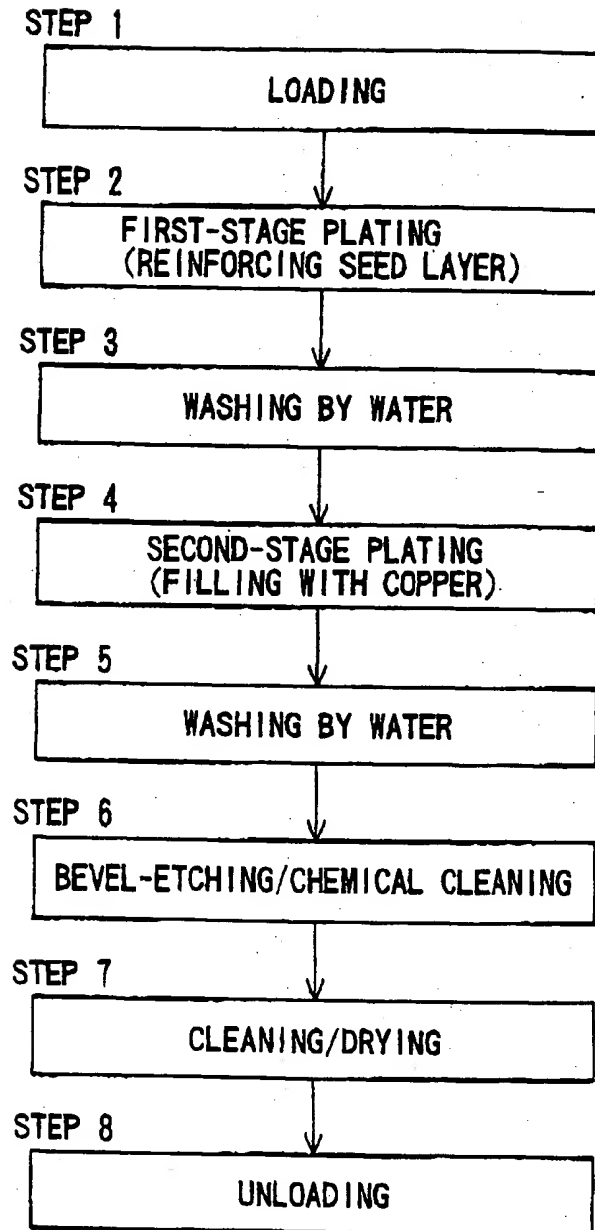 STEP 1
LOADING
STEP 2
FIRST-STAGE PLATING
(REINFORCING SEED LAYER)
STEP 3
WASHING BY WATER
STEP 4
SECOND-STAGE PLATING
(FILLING WITH COPPER)
STEP 5
WASHING BY WATER
STEP 6
BEVEL-ETCHING/CHEMICAL CLEANING
STEP 7
CLEANING/DRYING
STEP 8
UNLOADING